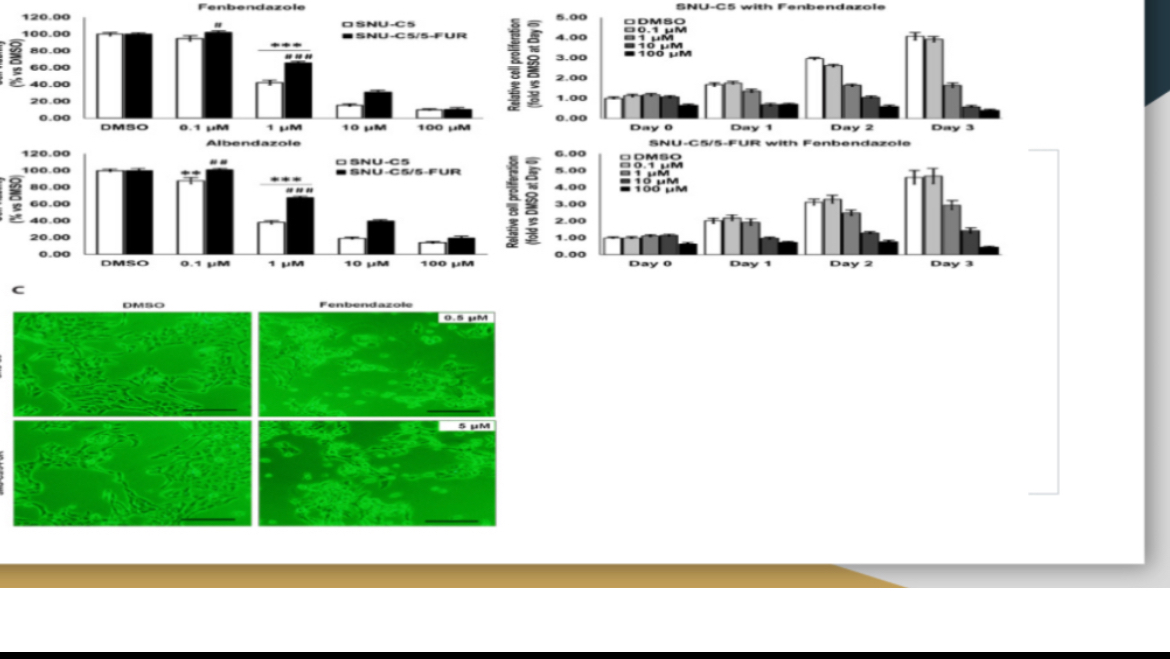 Fenbendazole
120.00
100.00
80.00
60.00
40.00
20.00
0.00
(% vs DMSO)
SNU-C5
SNU-C5/5-FUR
#
***
###
DMSO
0.1 µM
1 µM
10 µM
100 µM
Albendazole
120.00
100.00
80.00
60.00
40.00
20.00
0.00
(% vs DMSO)
SNU-C5
SNU-C5/5-FUR
**
##
***
###
DMSO
0.1 µM
1 µM
10 µM
100 µM
SNU-C5 with Fenbendazole
5.00
4.00
3.00
2.00
1.00
0.00
Relative cell proliferation
(fold vs DMSO at Day 0)
DMSO
0.1 µM
1 µM
10 µM
100 µM
Day 0
Day 1
Day 2
Day 3
SNU-C5/5-FUR with Fenbendazole
6.00
5.00
4.00
3.00
2.00
1.00
0.00
Relative cell proliferation
(fold vs DMSO at Day 0)
DMSO
0.1 µM
1 µM
10 µM
100 µM
Day 0
Day 1
Day 2
Day 3
C
DMSO
Fenbendazole
0.5 µM
5 µM